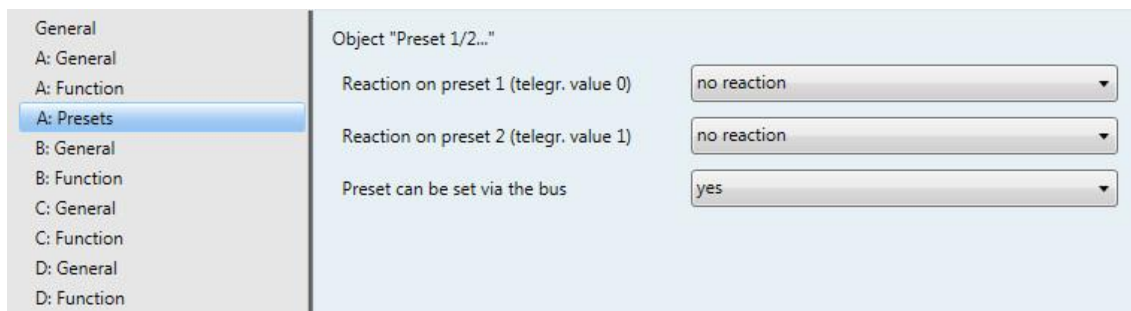 General
A: General
A: Function
A: Presets
B: General
B: Function
C: General
C: Function
D: General
D: Function
Object "Preset 1/2..."
Reaction on preset 1 (telegr. value 0) no reaction
Reaction on preset 2 (telegr. value 1) no reaction
Preset can be set via the bus yes